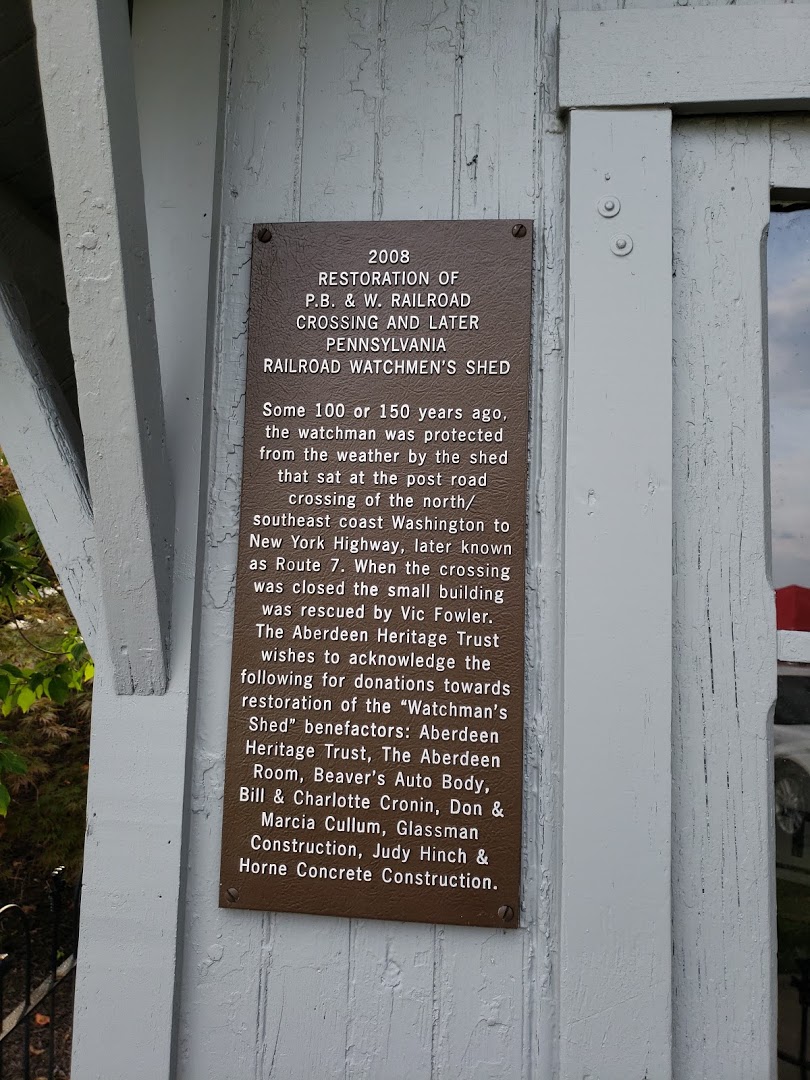 2008
RESTORATION OF
P.B. & W. RAILROAD
CROSSING AND LATER
PENNSYLVANIA
RAILROAD WATCHMEN'S SHED
Some 100 or 150 years ago,
the watchman was protected
from the weather by the shed
that sat at the post road
crossing of the north/
southeast coast Washington to
New York Highway, later known
as Route 7. When the crossing
was closed the small building
was rescued by Vic Fowler.
The Aberdeen Heritage Trust
wishes to acknowledge the
following for donations towards
restoration of the “Watchman's
Shed” benefactors: Aberdeen
Heritage Trust, The Aberdeen
Room, Beaver's Auto Body,
Bill & Charlotte Cronin, Don &
Marcia Cullum, Glassman
Construction, Judy Hinch &
Horne Concrete Construction.